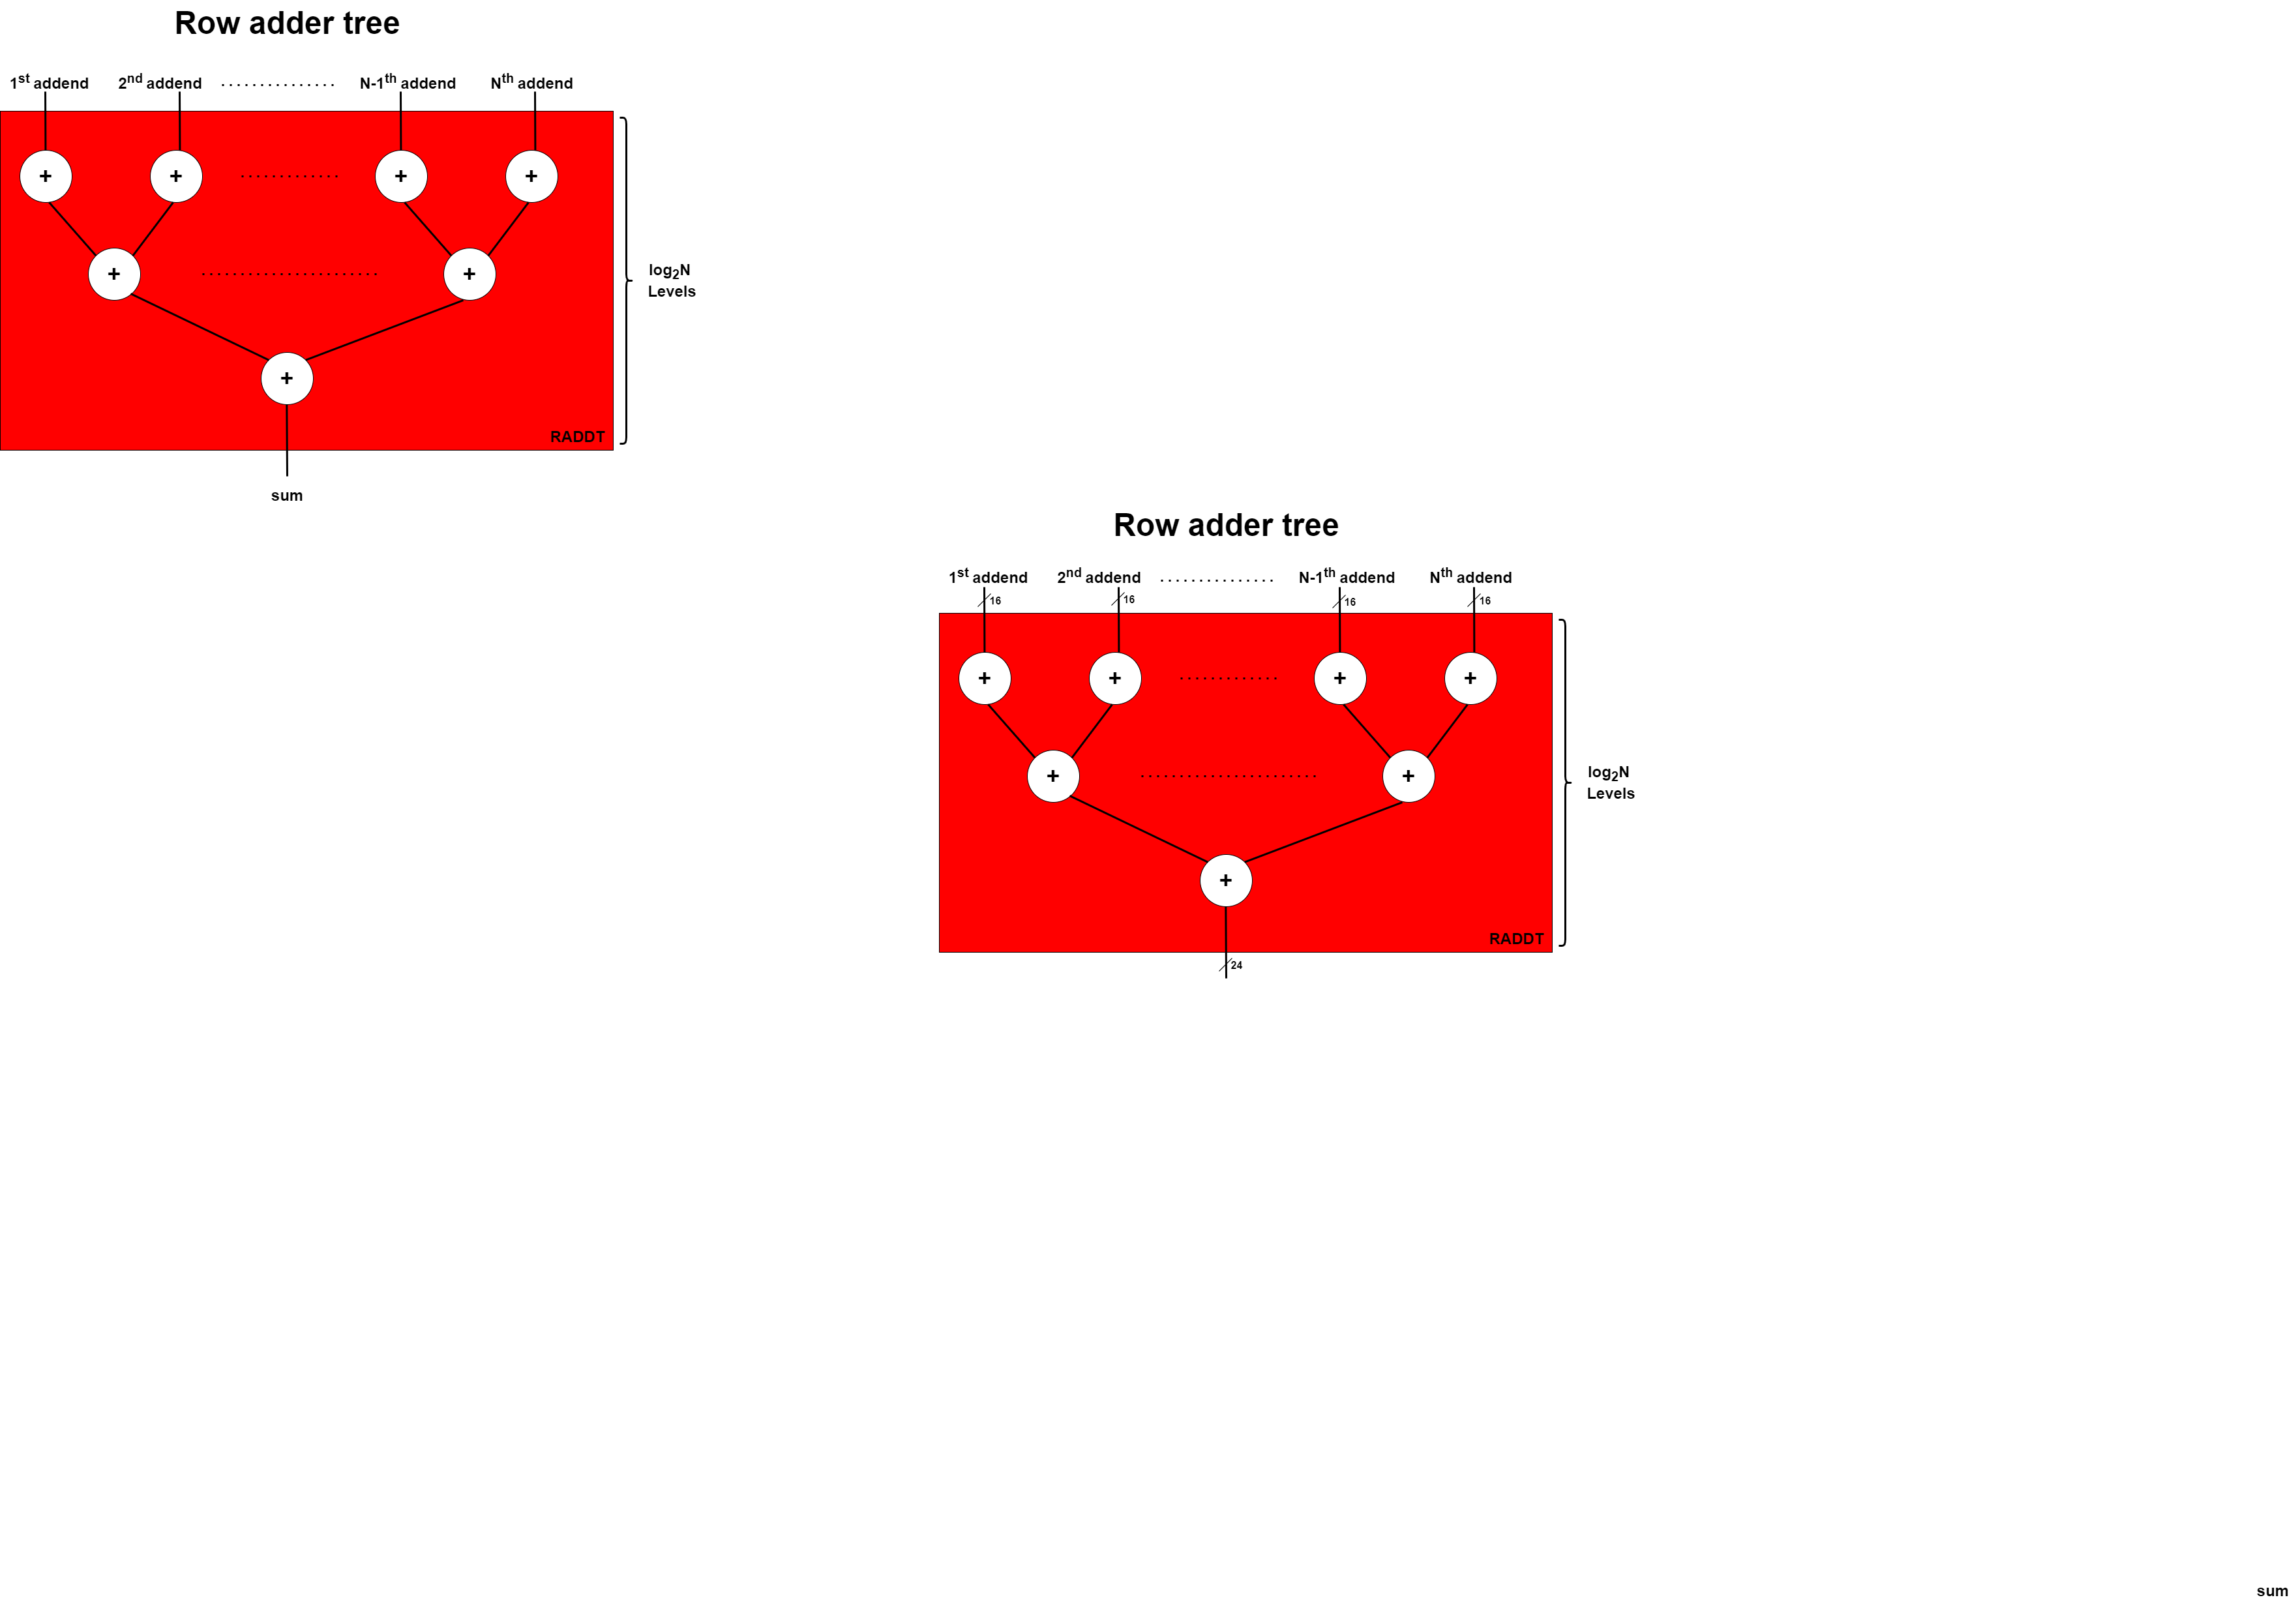 Row adder tree
1st addend 2nd addend ............... N-1th addend Nth addend
+ + ............. + +
+ ....................... +
log2N
Levels
+
RADDT
sum
Row adder tree
1st addend 2nd addend ............... N-1th addend Nth addend
16 16 16 16
+ + ............. + +
+ ....................... +
log2N
Levels
+
RADDT
24
sum